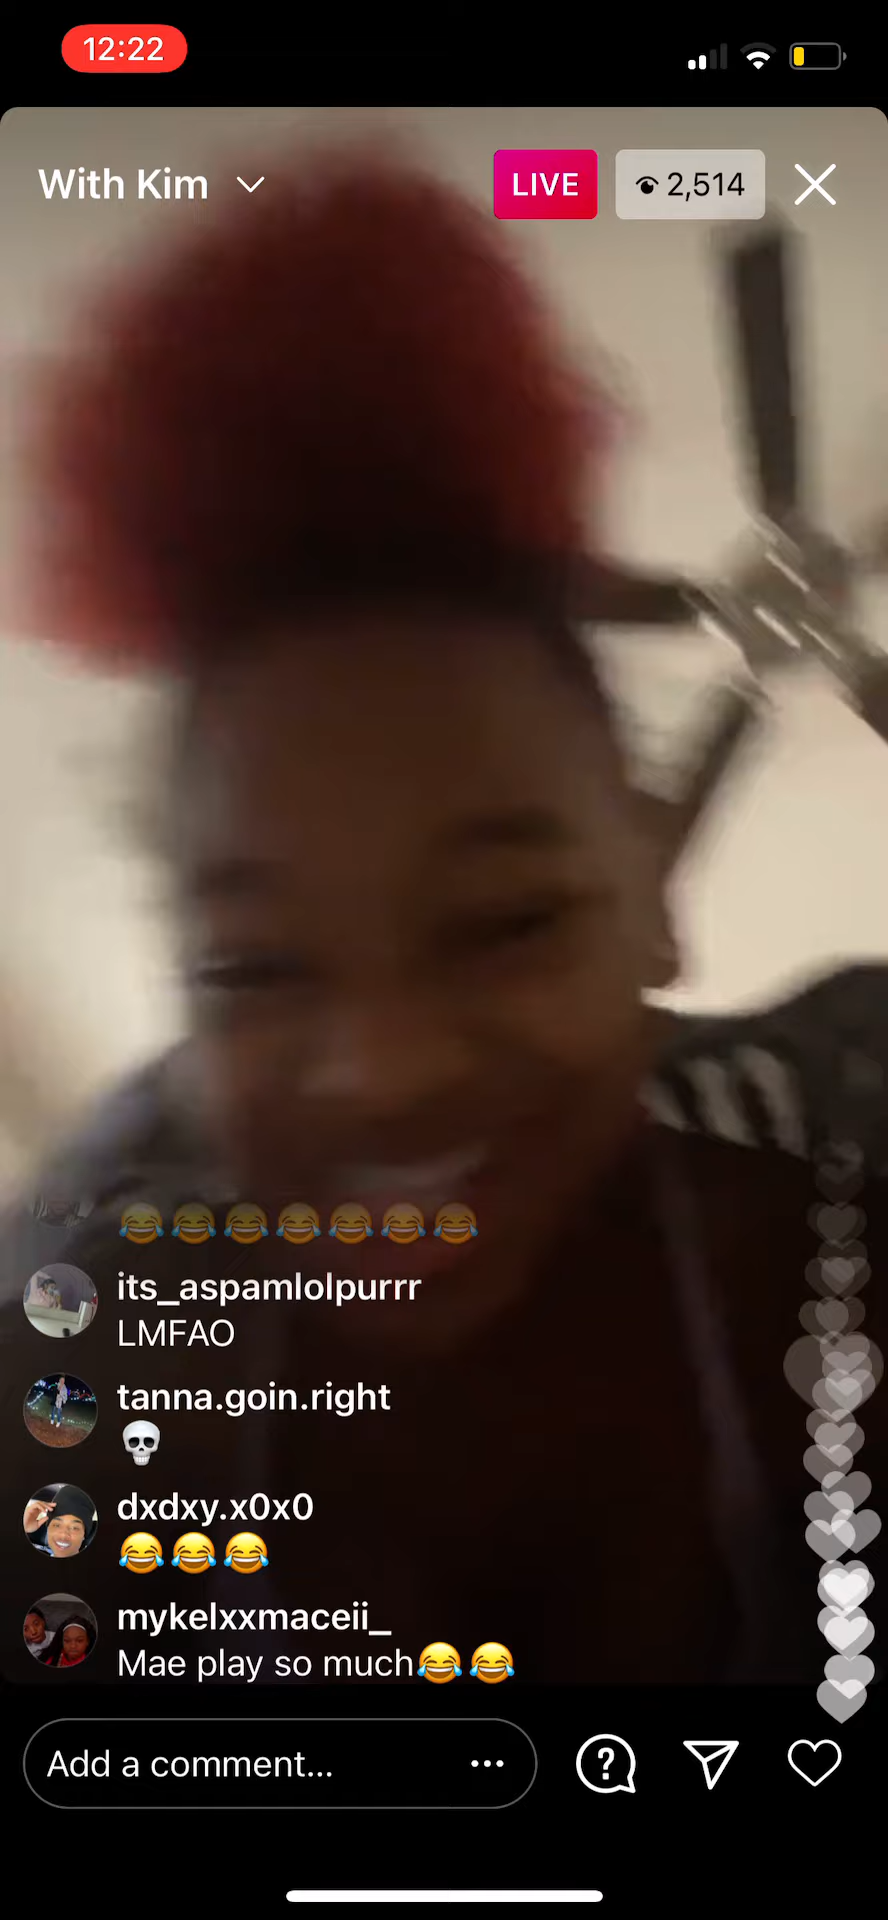 12:22
With Kim
LIVE
2,514
😂😂😂😂😂😂😂
its_aspamlolpurrr
LMFAO
tanna.goin.right
💀
dxdxy.x0x0
😂😂😂
mykelxxmaceii_
Mae play so much😂😂
Add a comment...